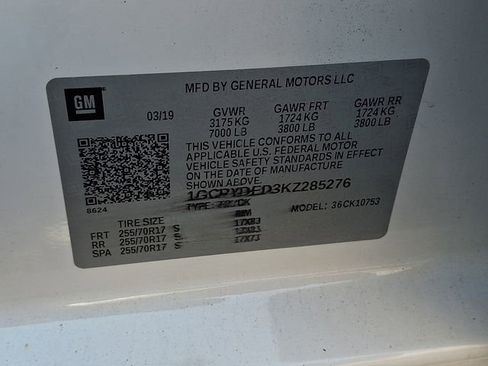 MFD BY GENERAL MOTORS LLC
GM
03/19 GVWR GAWR FRT GAWR RR
3175 KG 1724 KG 1724 KG
7000 LB 3800 LB 3800 LB
THIS VEHICLE CONFORMS TO ALL
APPLICABLE U.S. FEDERAL MOTOR
VEHICLE SAFETY STANDARDS IN EFFECT
ON THE DATE OF MANUFACTURE
SHOWN ABOVE.
8624
TYPE: MODEL: 36CK10753
TIRE SIZE RIM
FRT 255/70R17 S
RR 255/70R17 S
SPA 255/70R17 S